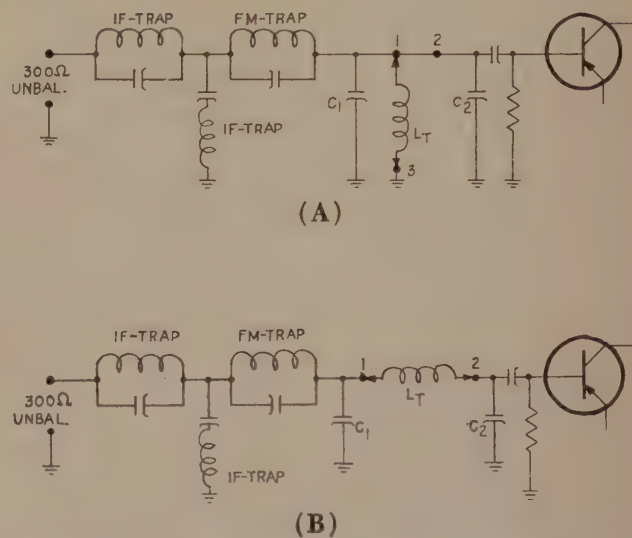 IF-TRAP
FM-TRAP
1 2
300Ω
UNBAL.
C1
LT
C2
IF-TRAP
3
(A)
IF-TRAP
FM-TRAP
1 2
300Ω
UNBAL.
C1
LT
C2
IF-TRAP
(B)